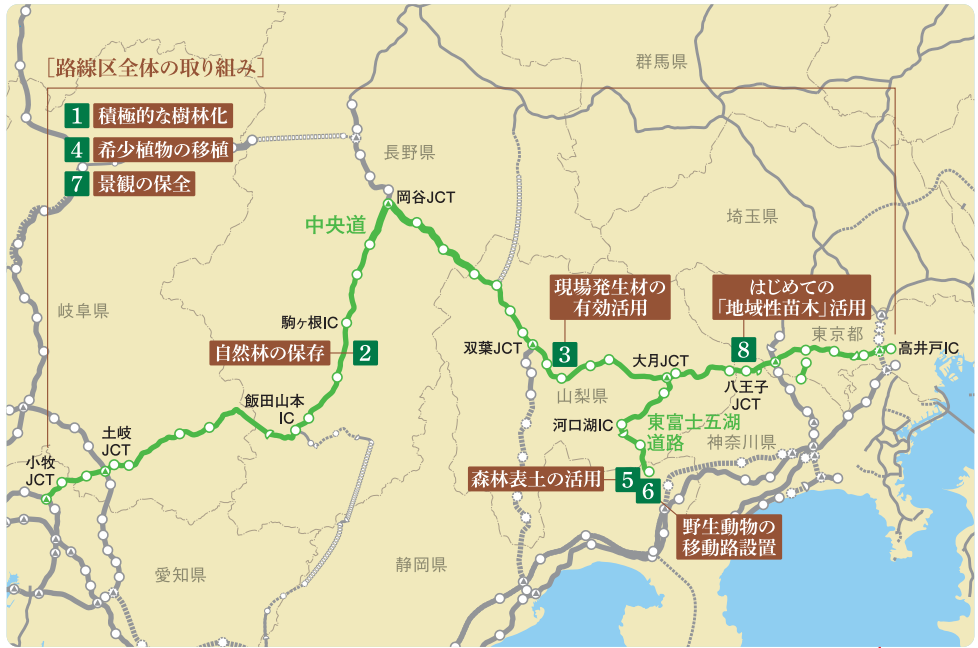 [路線区全体の取り組み]
1 積極的な樹林化
4 希少植物の移植
7 景観の保全
群馬県
長野県
岡谷JCT
中央道
埼玉県
岐阜県
駒ヶ根IC
自然林の保存 2
双葉JCT
現場発生材の
有効活用
3
はじめての
「地域性苗木」活用
8
東京都
高井戸IC
大月JCT
八王子
JCT
山梨県
飯田山本
IC
河口湖IC
東富士五湖
道路
神奈川県
土岐
JCT
小牧
JCT
森林表土の活用 5
6
野生動物の
移動路設置
愛知県
静岡県